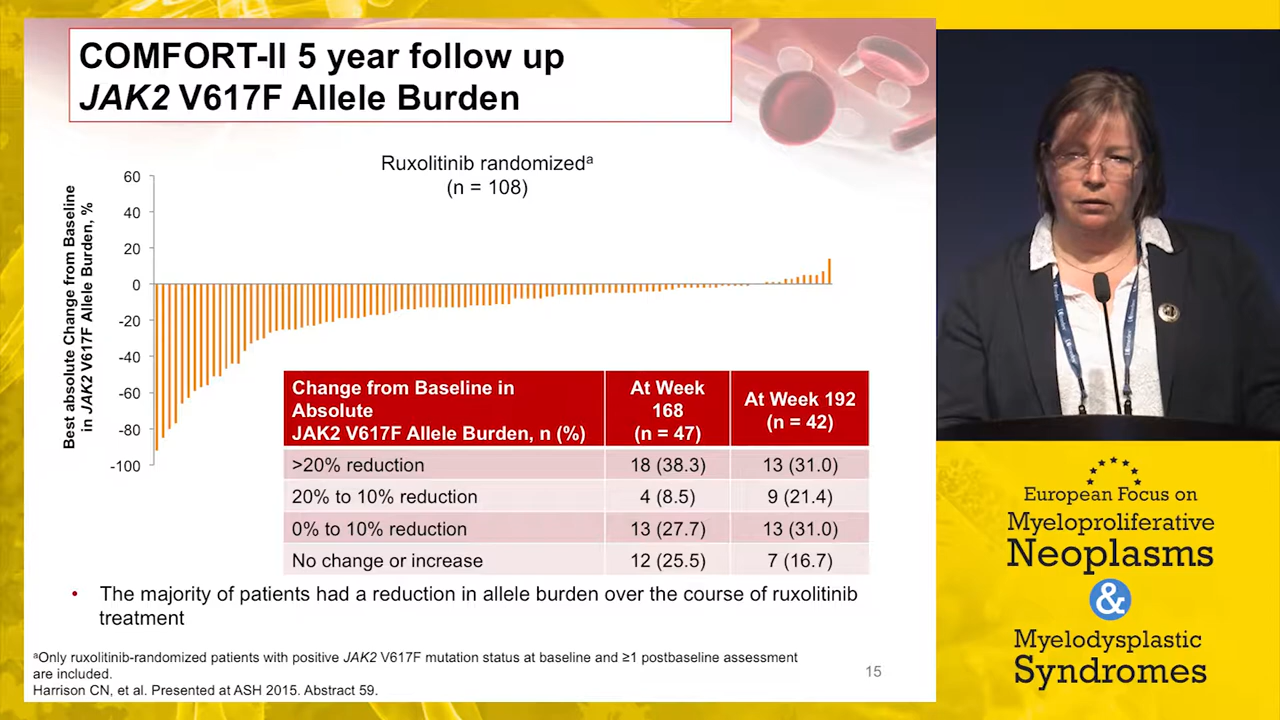 COMFORT-II 5 year follow up
JAK2 V617F Allele Burden
Ruxolitinib randomizedᵃ
(n = 108)
Best absolute Change from Baseline
in JAK2 V617F Allele Burden, %
60
40
20
0
-20
-40
-60
-80
-100
Change from Baseline in
Absolute
JAK2 V617F Allele Burden, n (%)
At Week
168
(n = 47)
At Week 192
(n = 42)
>20% reduction 18 (38.3) 13 (31.0)
20% to 10% reduction 4 (8.5) 9 (21.4)
0% to 10% reduction 13 (27.7) 13 (31.0)
No change or increase 12 (25.5) 7 (16.7)
• The majority of patients had a reduction in allele burden over the course of ruxolitinib
treatment
ᵃOnly ruxolitinib-randomized patients with positive JAK2 V617F mutation status at baseline and ≥1 postbaseline assessment
are included.
Harrison CN, et al. Presented at ASH 2015. Abstract 59.
15
European Focus on
Myeloproliferative
Neoplasms
&
Myelodysplastic
Syndromes